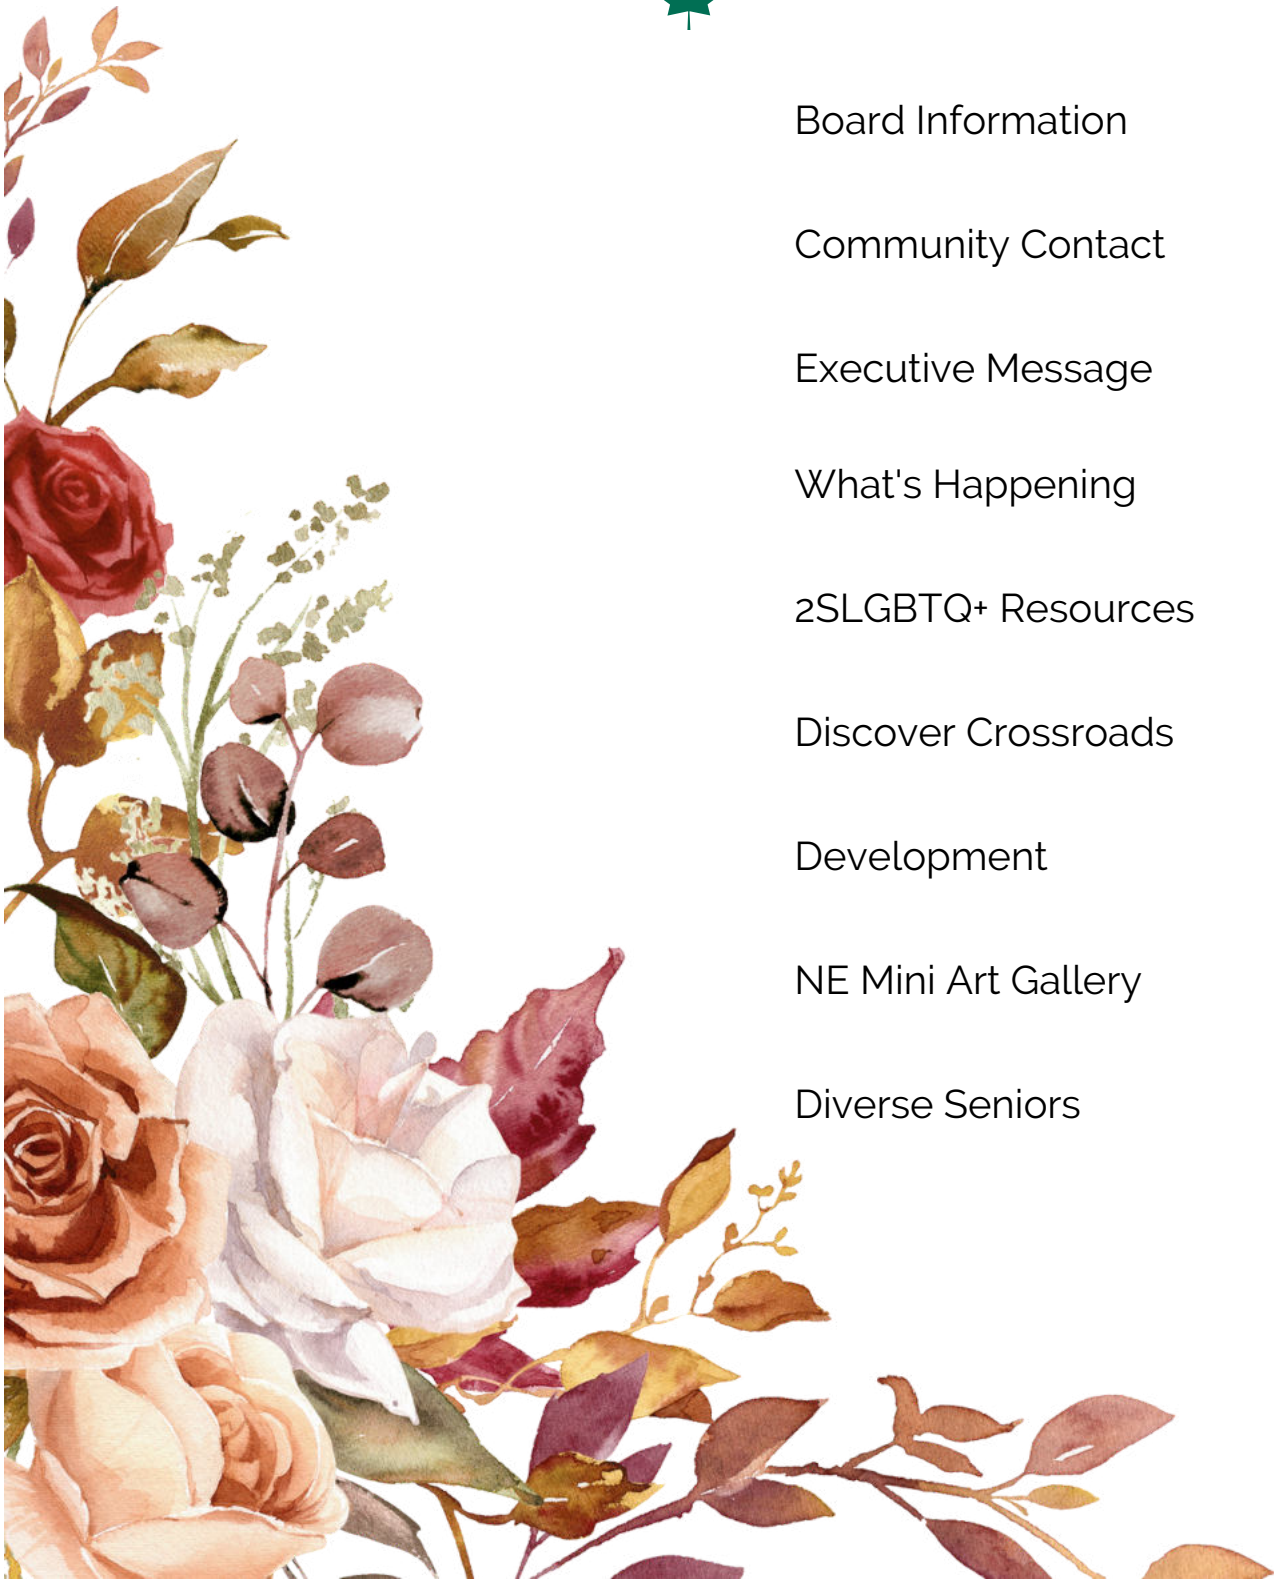 Board Information
Community Contact
Executive Message
What's Happening
2SLGBTQ+ Resources
Discover Crossroads
Development
NE Mini Art Gallery
Diverse Seniors